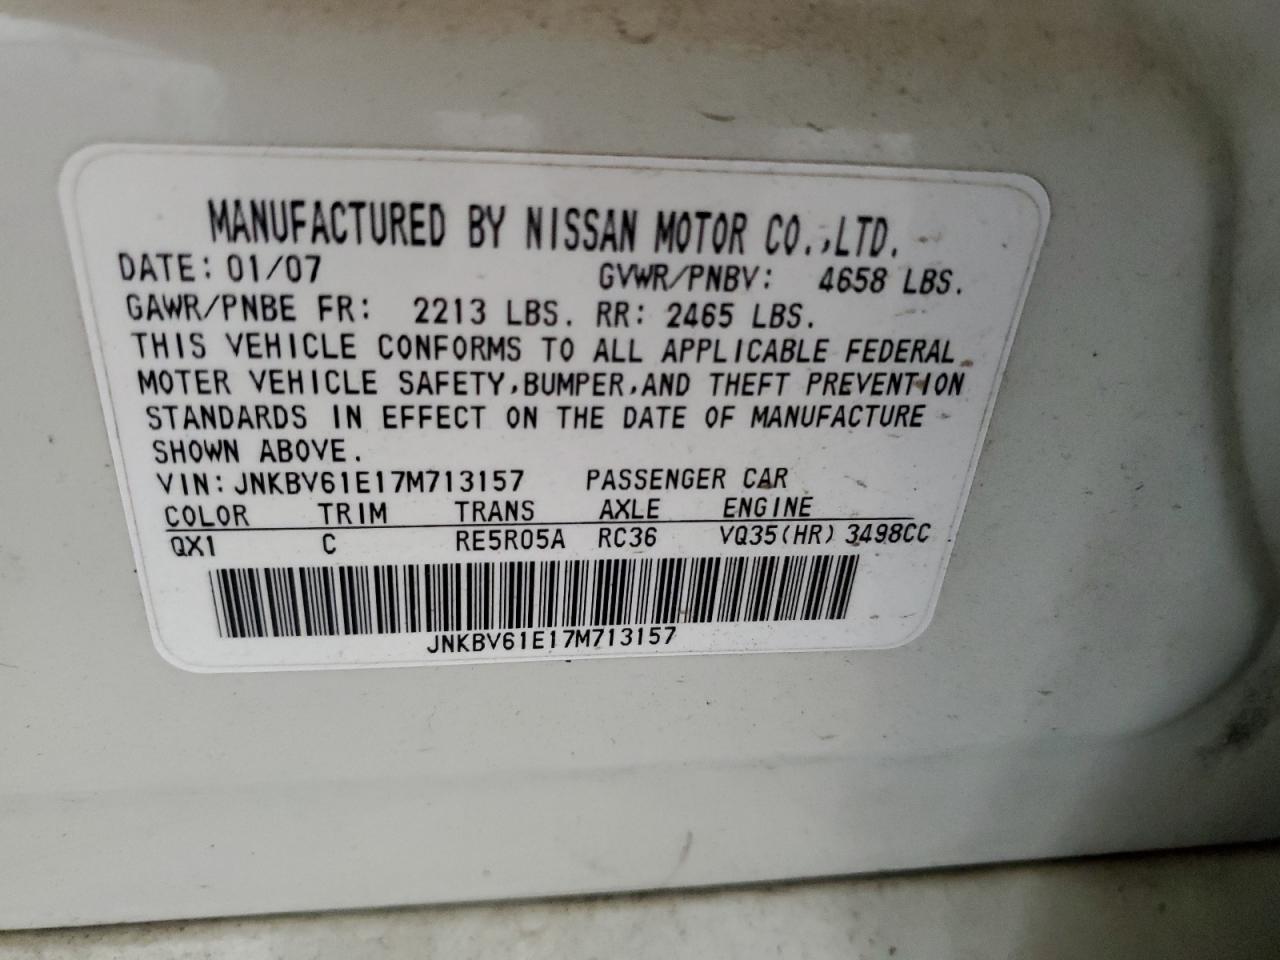 MANUFACTURED BY NISSAN MOTOR CO.,LTD.
DATE: 01/07 GVWR/PNBV: 4658 LBS.
GAWR/PNBE FR: 2213 LBS. RR: 2465 LBS.
THIS VEHICLE CONFORMS TO ALL APPLICABLE FEDERAL
MOTER VEHICLE SAFETY,BUMPER,AND THEFT PREVENTION
STANDARDS IN EFFECT ON THE DATE OF MANUFACTURE
SHOWN ABOVE.
VIN: JNKBV61E17M713157 PASSENGER CAR
COLOR TRIM TRANS AXLE ENGINE
QX1 C RE5R05A RC36 VQ35(HR) 3498CC
JNKBV61E17M713157